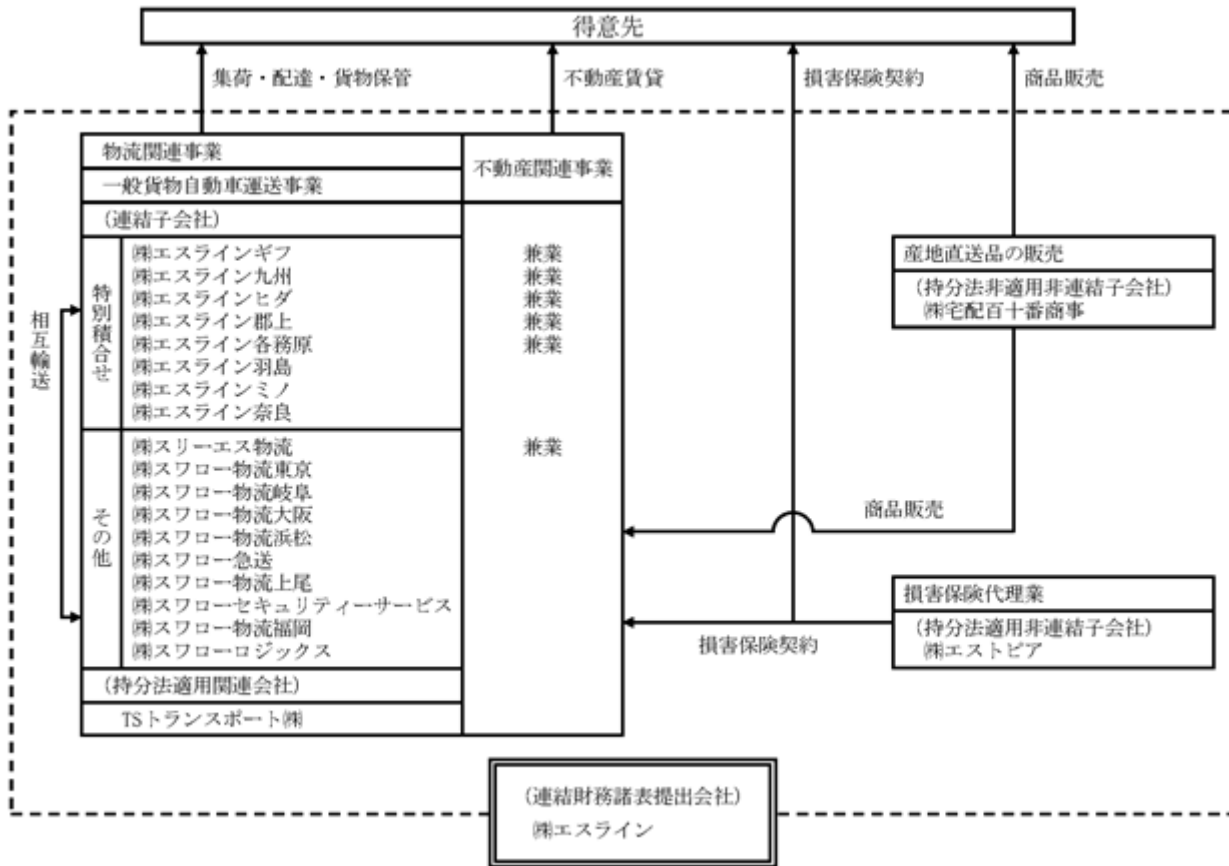 得意先
集荷・配達・貨物保管
不動産賃貸
損害保険契約
商品販売
物流関連事業
不動産関連事業
一般貨物自動車運送事業
(連結子会社)
相互輸送
特別積合せ
㈱エスラインギフ 兼業
㈱エスライン九州 兼業
㈱エスラインヒダ 兼業
㈱エスライン郡上 兼業
㈱エスライン各務原 兼業
㈱エスライン羽島
㈱エスラインミノ
㈱エスライン奈良
その他
㈱スリーエス物流 兼業
㈱スワロー物流東京
㈱スワロー物流岐阜
㈱スワロー物流大阪
㈱スワロー物流浜松
㈱スワロー急送
㈱スワロー物流上尾
㈱スワローセキュリティーサービス
㈱スワロー物流福岡
㈱スワローロジックス
(持分法適用関連会社)
TSトランスポート㈱
産地直送品の販売
(持分法非適用非連結子会社)
㈱宅配百十番商事
商品販売
損害保険代理業
(持分法適用非連結子会社)
㈱エストピア
損害保険契約
(連結財務諸表提出会社)
㈱エスライン